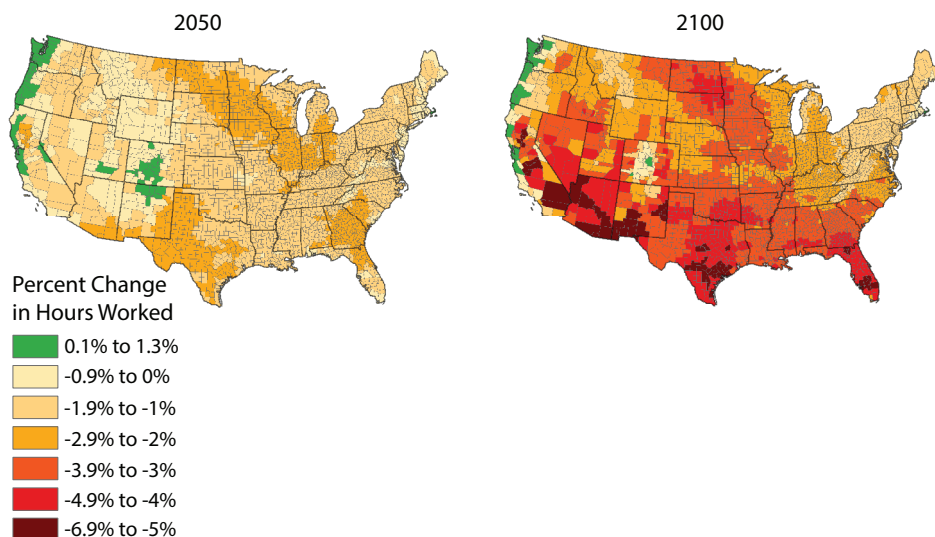 2050
2100
Percent Change
in Hours Worked
0.1% to 1.3%
-0.9% to 0%
-1.9% to -1%
-2.9% to -2%
-3.9% to -3%
-4.9% to -4%
-6.9% to -5%